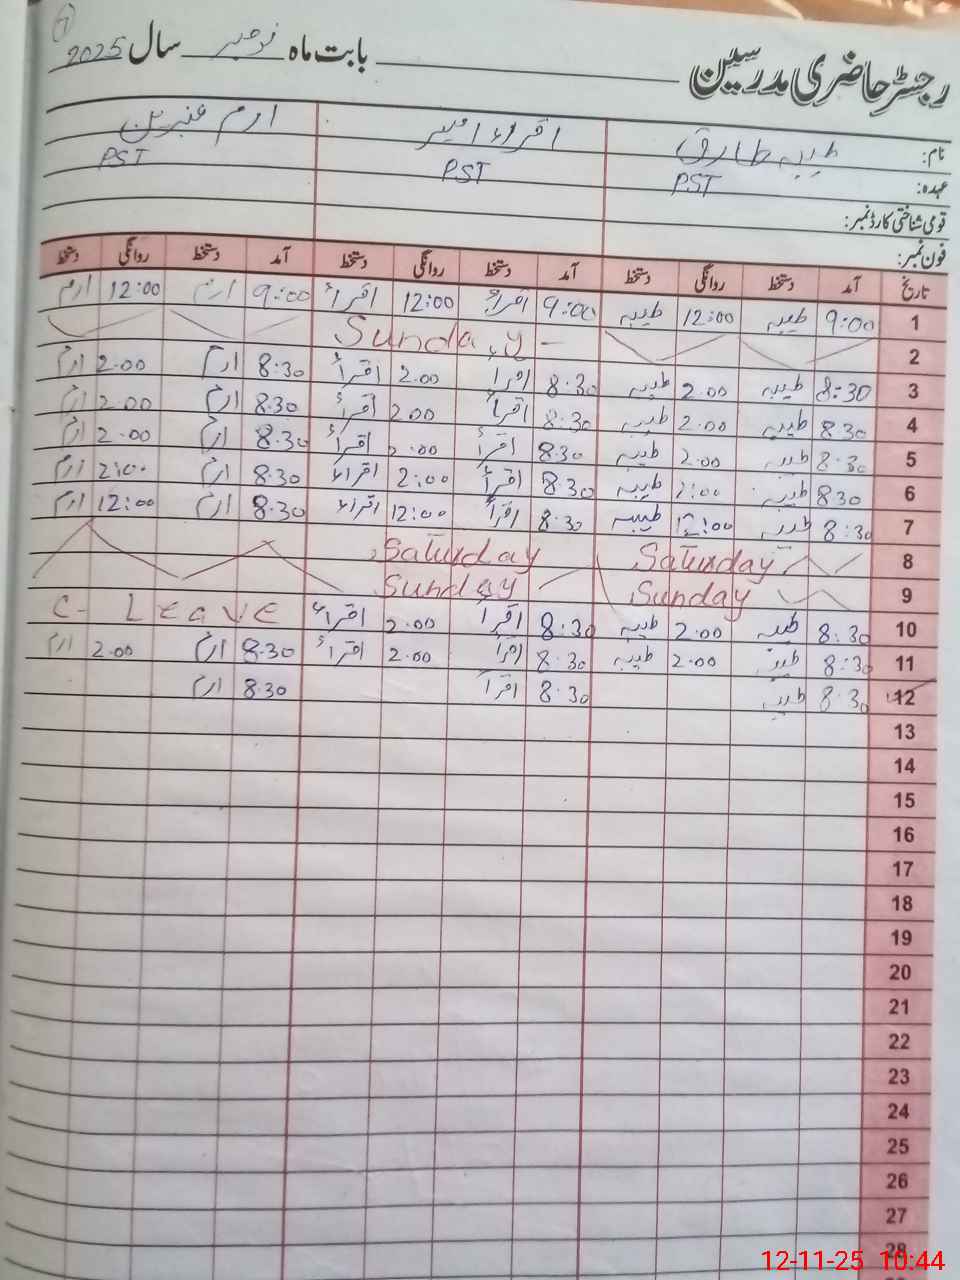 رجسٹر حاضری مدرسین بابت ماہ نومبر سال 2025
نام: طیبہ طارق اقراء امیر ارم عنبرین
عہدہ: PST PST PST
قومی شناختی کارڈ نمبر:
فون نمبر:
تاریخ آمد دستخط روانگی دستخط آمد دستخط روانگی دستخط آمد دستخط روانگی دستخط
1 9:00 طیبہ 12:00 طیبہ 9:00 اقراء 12:00 اقراء 9:00 ارم 12:00 ارم
2 Sunday
3 8:30 طیبہ 2.00 طیبہ 8:30 اقراء 2.00 اقراء 8:30 ارم 2.00 ارم
4 8:30 طیبہ 2.00 طیبہ 8:30 اقراء 2.00 اقراء 8.30 ارم 2.00 ارم
5 8:30 طیبہ 2.00 طیبہ 8:30 اقراء 2.00 اقراء 8.30 ارم 2.00 ارم
6 8:30 طیبہ 2:00 طیبہ 8:30 اقراء 2:00 اقراء 8.30 ارم 2:00 ارم
7 8:30 طیبہ 12:00 طیبہ 8:30 اقراء 12:00 اقراء 8.30 ارم 12:00 ارم
8 Saturday Saturday
9 Sunday Sunday
10 8:30 طیبہ 2.00 طیبہ 8:30 اقراء 2.00 اقراء C- Leave
11 8:30 طیبہ 2.00 طیبہ 8:30 اقراء 2.00 اقراء 8.30 ارم 2.00 ارم
12 8:30 طیبہ 8:30 اقراء 8.30 ارم
13
14
15
16
17
18
19
20
21
22
23
24
25
26
27
28
12-11-25 10:44